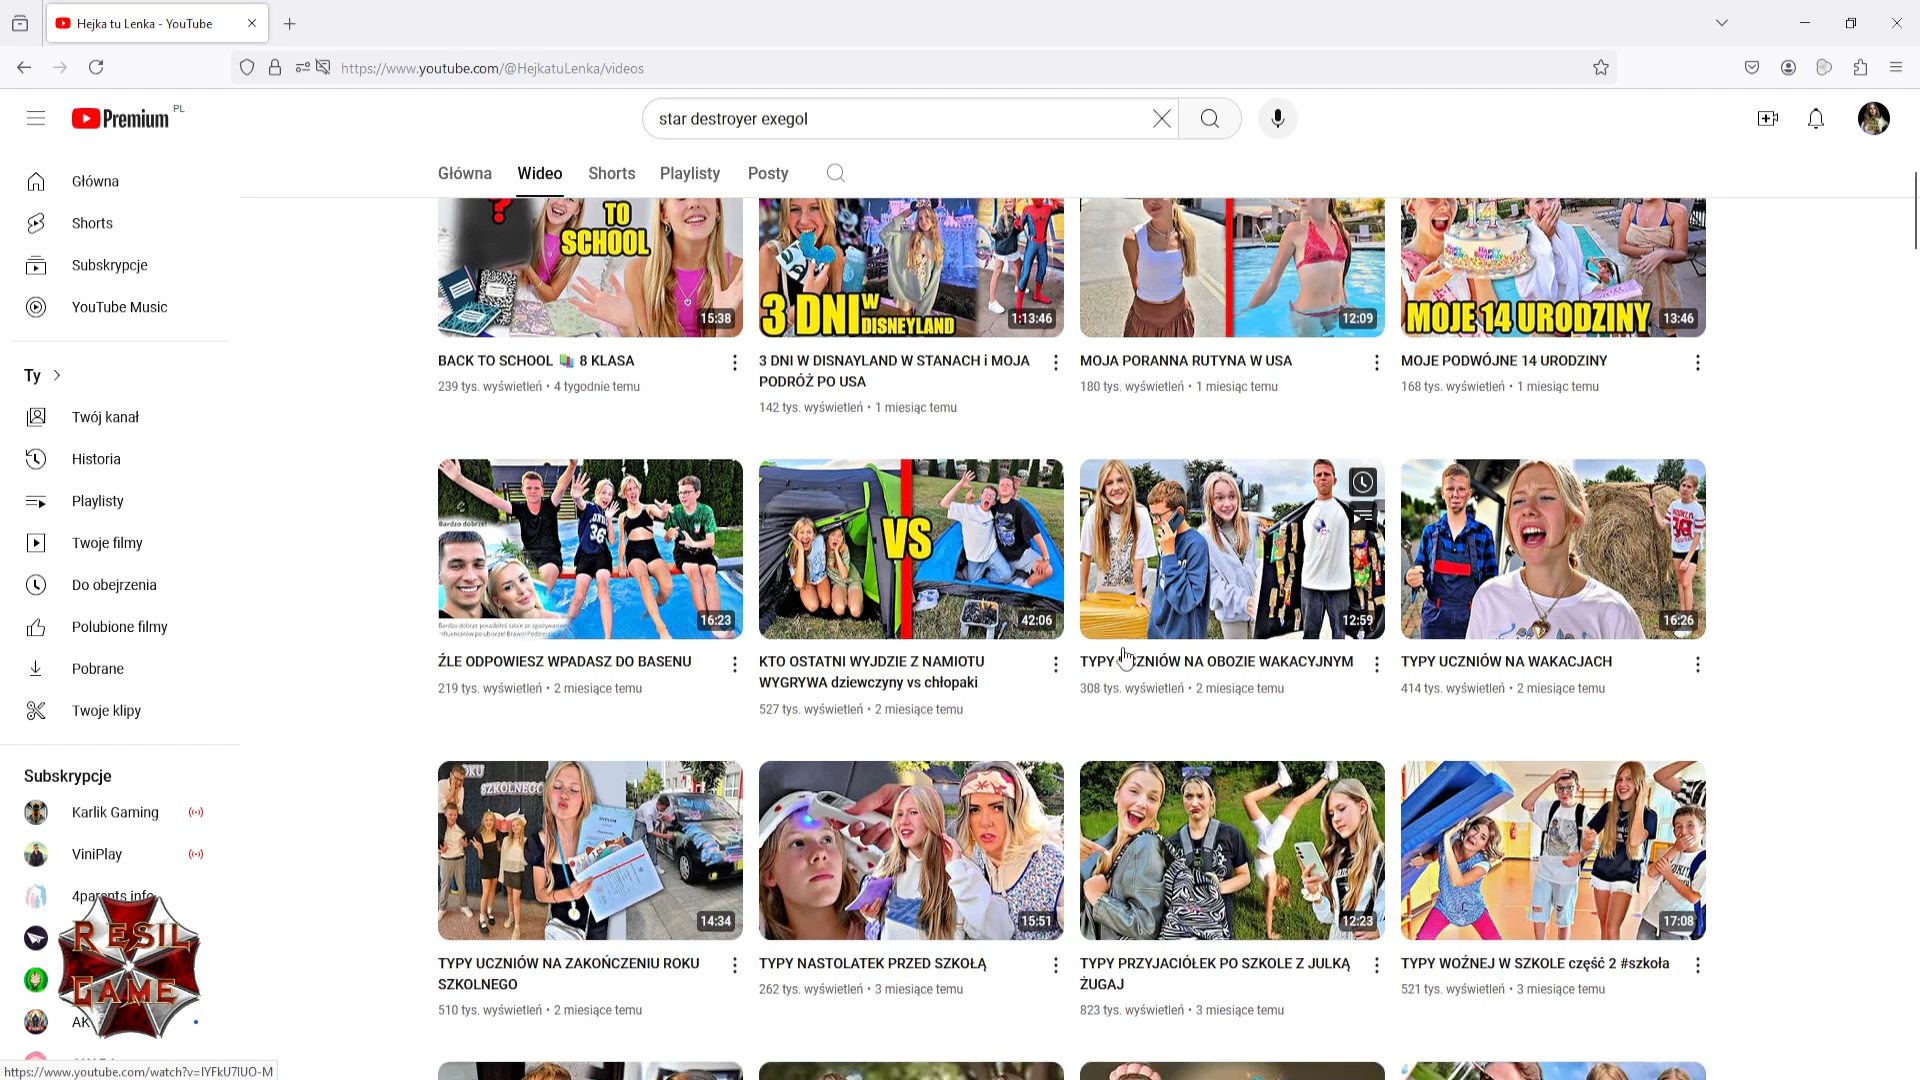 Hejka tu Lenka - YouTube
https://www.youtube.com/@HejkatuLenka/videos
Premium PL
star destroyer exegol
Główna
Shorts
Subskrypcje
YouTube Music
Ty
Twój kanał
Historia
Playlisty
Twoje filmy
Do obejrzenia
Polubione filmy
Pobrane
Twoje klipy
Subskrypcje
Karlik Gaming
ViniPlay
4parents info
AK
RESIL
GAME
Główna Wideo Shorts Playlisty Posty
?
TO
SCHOOL
15:38
BACK TO SCHOOL 📚 8 KLASA
239 tys. wyświetleń • 4 tygodnie temu
3 DNI W
DISNEYLAND
1:13:46
3 DNI W DISNAYLAND W STANACH i MOJA
PODRÓŻ PO USA
142 tys. wyświetleń • 1 miesiąc temu
12:09
MOJA PORANNA RUTYNA W USA
180 tys. wyświetleń • 1 miesiąc temu
MOJE 14 URODZINY
13:46
MOJE PODWÓJNE 14 URODZINY
168 tys. wyświetleń • 1 miesiąc temu
Bardzo dobrze!
16:23
ŹLE ODPOWIESZ WPADASZ DO BASENU
219 tys. wyświetleń • 2 miesiące temu
VS
42:06
KTO OSTATNI WYJDZIE Z NAMIOTU
WYGRYWA dziewczyny vs chłopaki
527 tys. wyświetleń • 2 miesiące temu
12:59
TYPY UCZNIÓW NA OBOZIE WAKACYJNYM
308 tys. wyświetleń • 2 miesiące temu
16:26
TYPY UCZNIÓW NA WAKACJACH
414 tys. wyświetleń • 2 miesiące temu
SZKOLNEGO
14:34
TYPY UCZNIÓW NA ZAKOŃCZENIU ROKU
SZKOLNEGO
510 tys. wyświetleń • 2 miesiące temu
15:51
TYPY NASTOLATEK PRZED SZKOŁĄ
262 tys. wyświetleń • 3 miesiące temu
12:23
TYPY PRZYJACIÓŁEK PO SZKOLE Z JULKĄ
ŻUGAJ
823 tys. wyświetleń • 3 miesiące temu
17:08
TYPY WOŹNEJ W SZKOLE część 2 #szkoła
521 tys. wyświetleń • 3 miesiące temu
https://www.youtube.com/watch?v=IYFkU7IUO-M